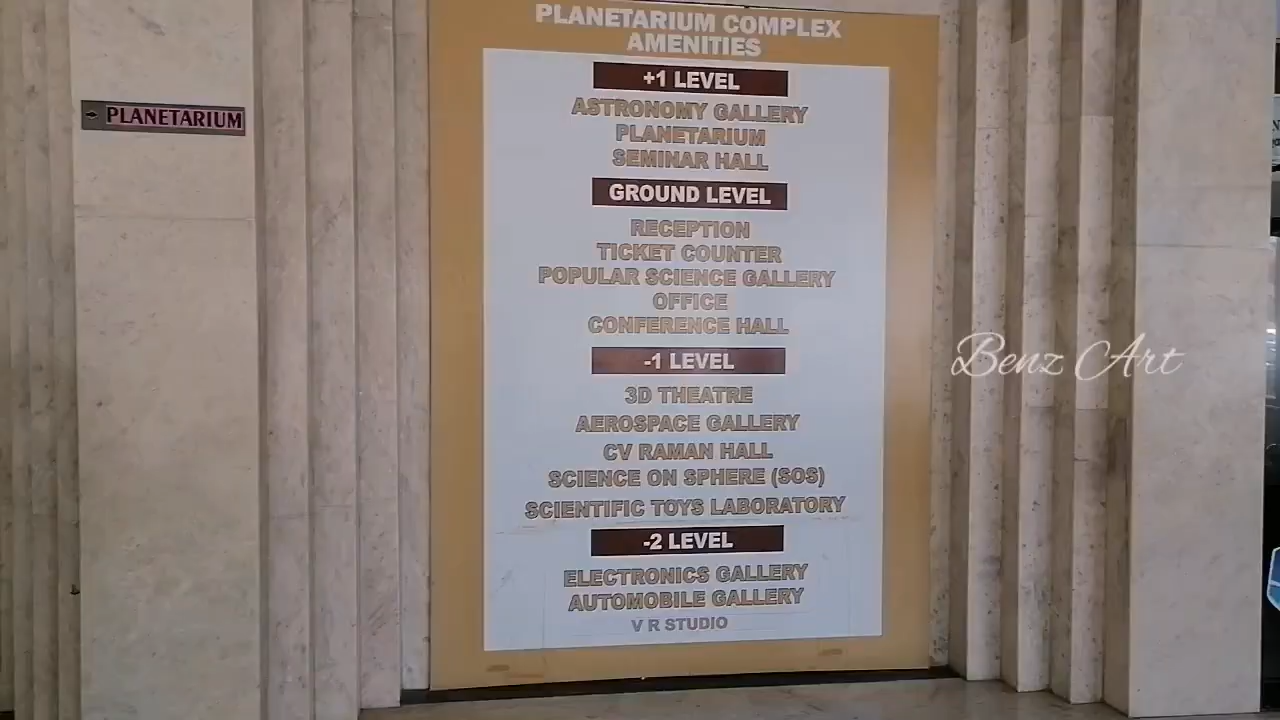 PLANETARIUM COMPLEX
AMENITIES
+1 LEVEL
PLANETARIUM
ASTRONOMY GALLERY
PLANETARIUM
SEMINAR HALL
GROUND LEVEL
RECEPTION
TICKET COUNTER
POPULAR SCIENCE GALLERY
OFFICE
CONFERENCE HALL
-1 LEVEL
Benz Art
3D THEATRE
AEROSPACE GALLERY
CV RAMAN HALL
SCIENCE ON SPHERE (SOS)
SCIENTIFIC TOYS LABORATORY
-2 LEVEL
ELECTRONICS GALLERY
AUTOMOBILE GALLERY
V R STUDIO